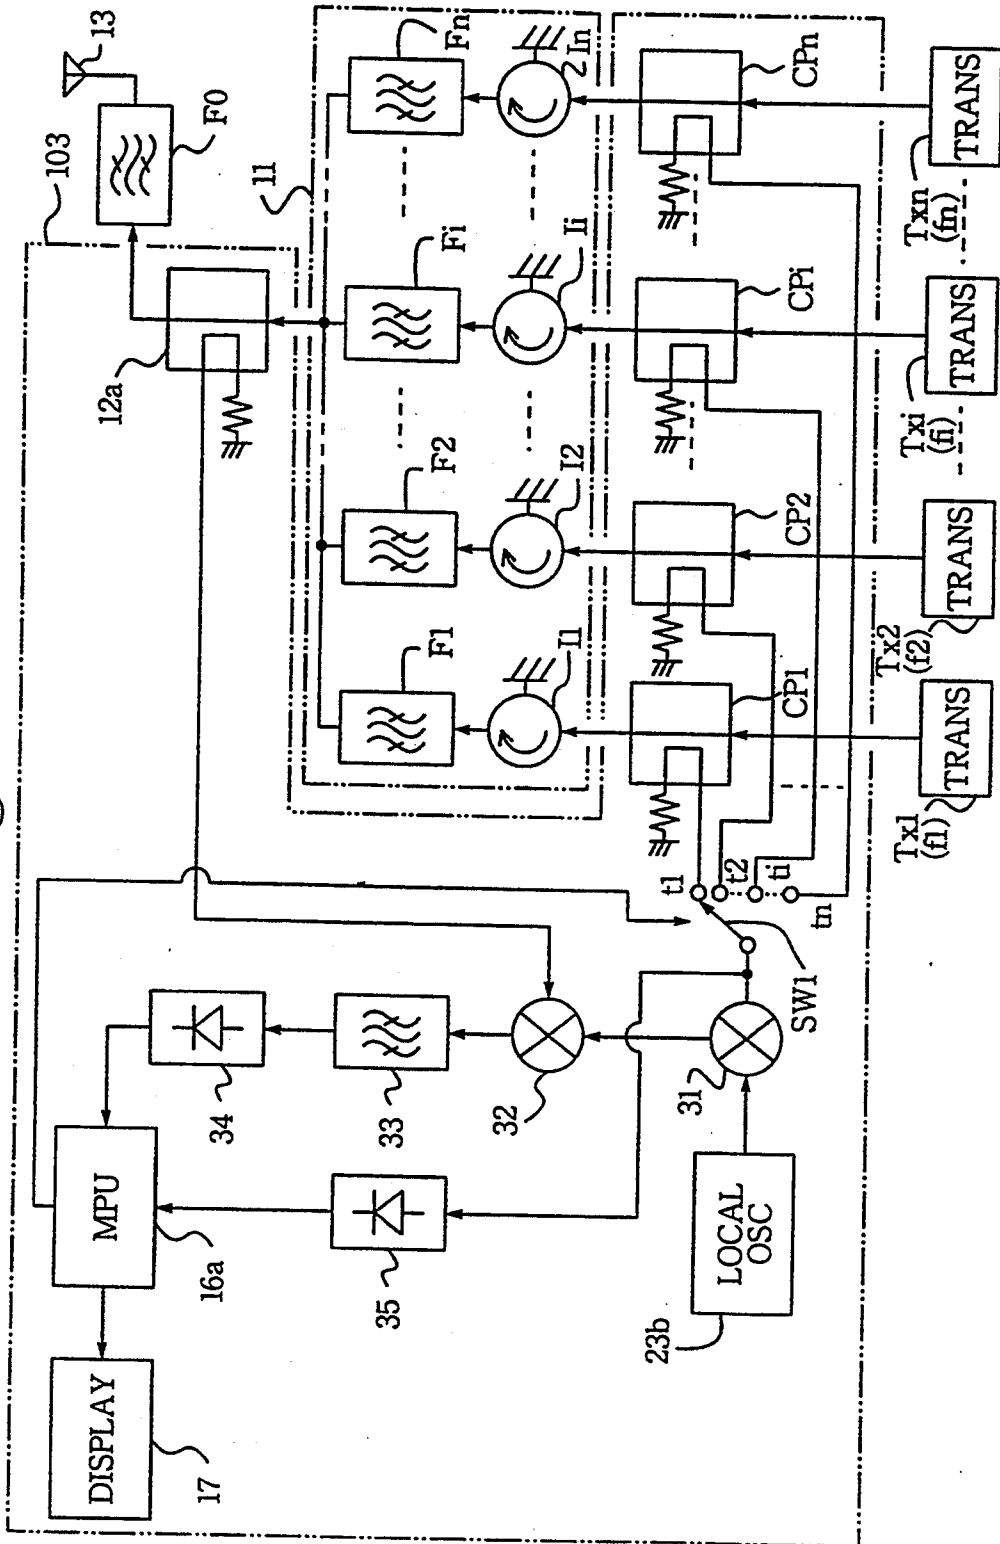 13
F0
103
11
Fn
In
CPn
TRANS
Txn
(fn)
12a
Fi
Ii
CPi
TRANS
Txi
(fi)
F2
I2
CP2
TRANS
Tx2
(f2)
F1
I1
CP1
TRANS
Tx1
(f1)
t1
t2
ti
tn
SW1
34
33
32
31
MPU
16a
35
LOCAL
OSC
23b
DISPLAY
17